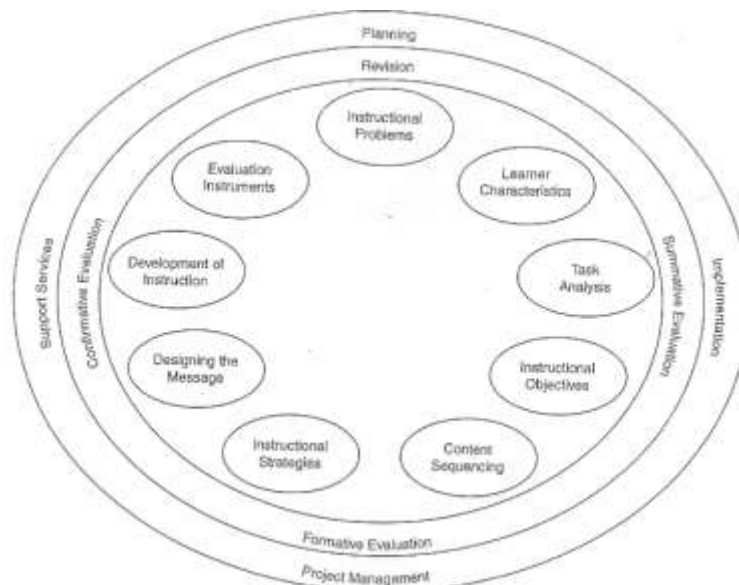 Planning
Revision
Instructional
Problems
Learner
Characteristics
Task
Analysis
Instructional
Objectives
Content
Sequencing
Instructional
Strategies
Designing the
Message
Development of
Instruction
Evaluation
Instruments
Support Services
Confirmative Evaluation
Summative Evaluation
Implementation
Formative Evaluation
Project Management